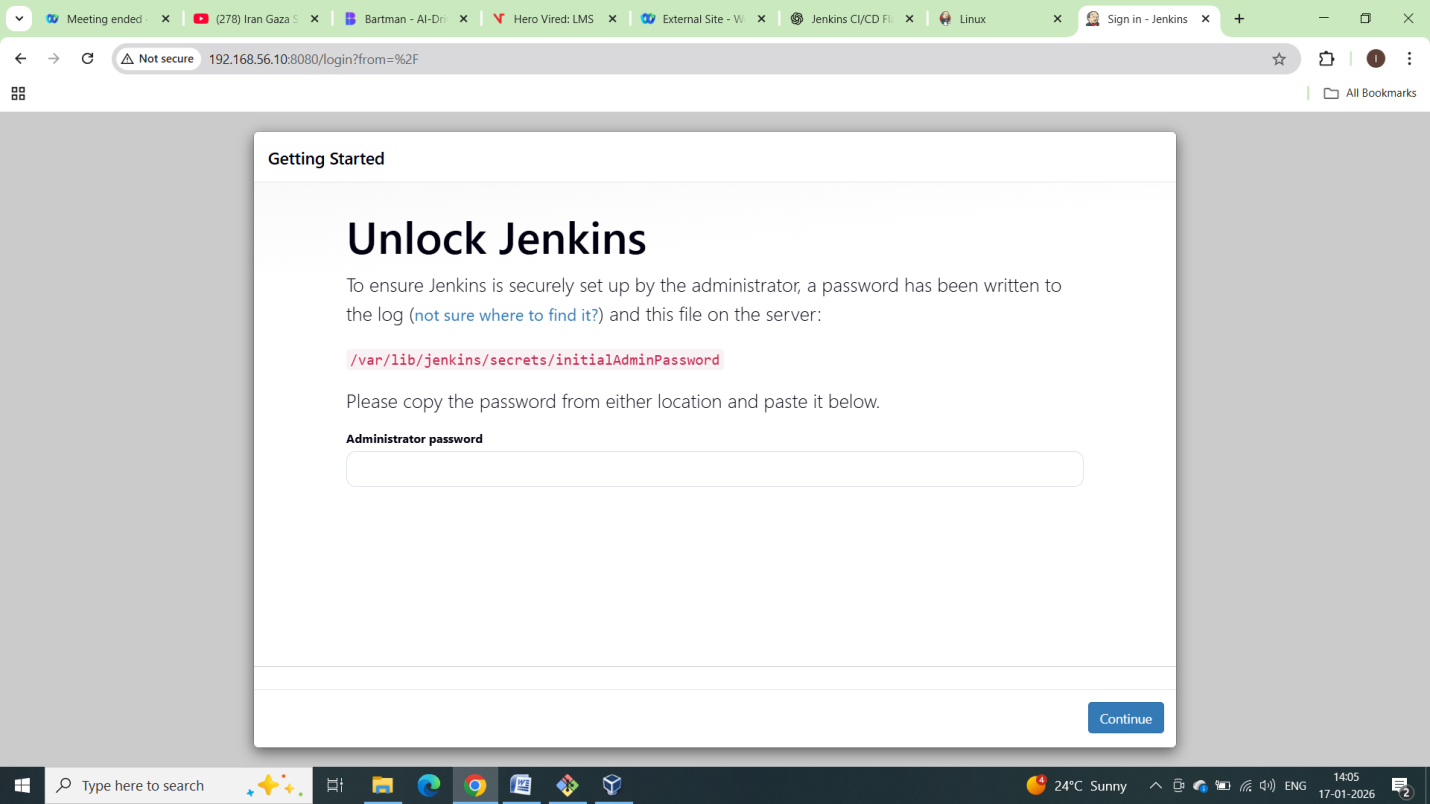 Meeting ended
(278) Iran Gaza S
Bartman - AI-Dri
Hero Vired: LMS
External Site - W
Jenkins CI/CD Fl
Linux
Sign in - Jenkins
Not secure
192.168.56.10:8080/login?from=%2F
I
All Bookmarks
Getting Started
Unlock Jenkins
To ensure Jenkins is securely set up by the administrator, a password has been written to
the log (not sure where to find it?) and this file on the server:
/var/lib/jenkins/secrets/initialAdminPassword
Please copy the password from either location and paste it below.
Administrator password
Continue
Type here to search
4
24°C Sunny
ENG
14:05
17-01-2026
2